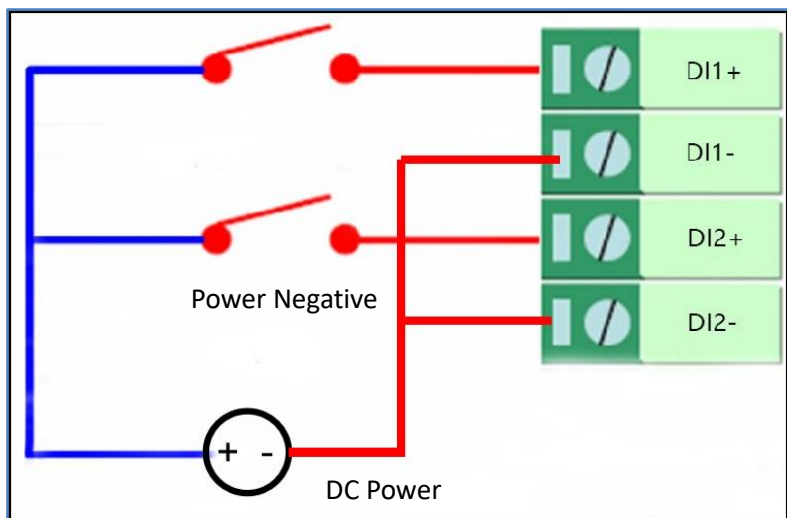 DI1+
DI1-
DI2+
Power Negative
DI2-
+ -
DC Power